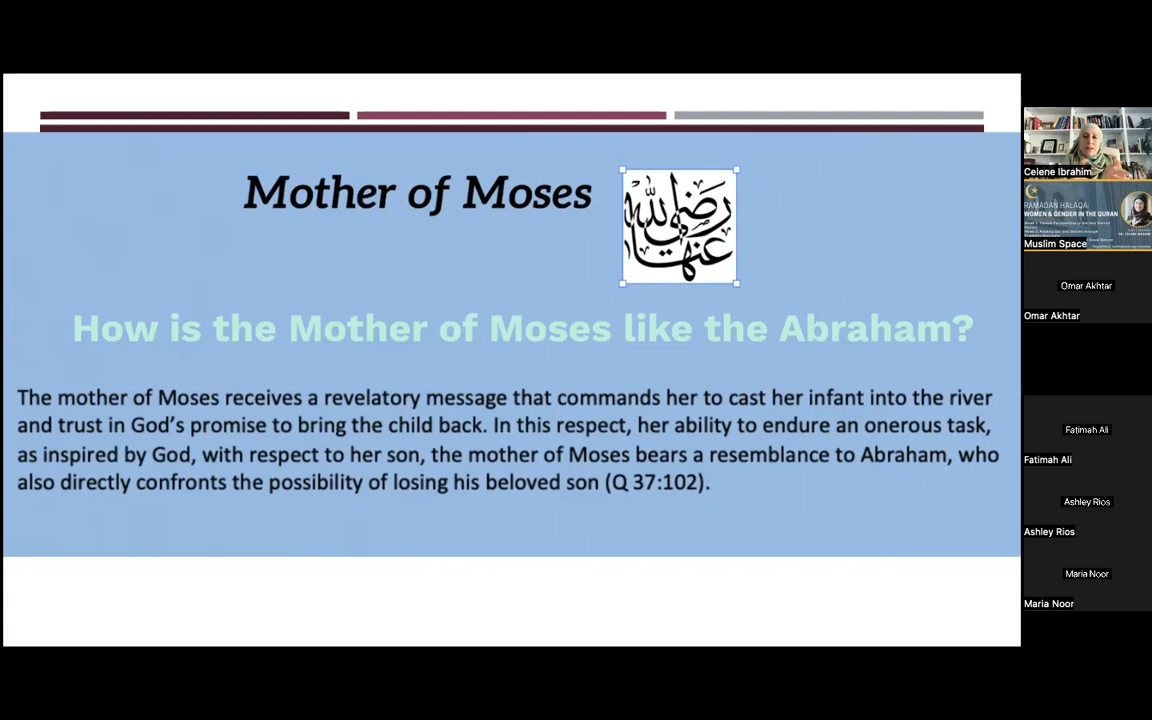 Mother of Moses
رضي الله
عنها
How is the Mother of Moses like the Abraham?
The mother of Moses receives a revelatory message that commands her to cast her infant into the river
and trust in God's promise to bring the child back. In this respect, her ability to endure an onerous task,
as inspired by God, with respect to her son, the mother of Moses bears a resemblance to Abraham, who
also directly confronts the possibility of losing his beloved son (Q 37:102).
Celene Ibrahim
RAMADAN HALAQA:
WOMEN & GENDER IN THE QURAN
Muslim Space
Omar Akhtar
Omar Akhtar
Fatimah Ali
Fatimah Ali
Ashley Rios
Ashley Rios
Maria Noor
Maria Noor